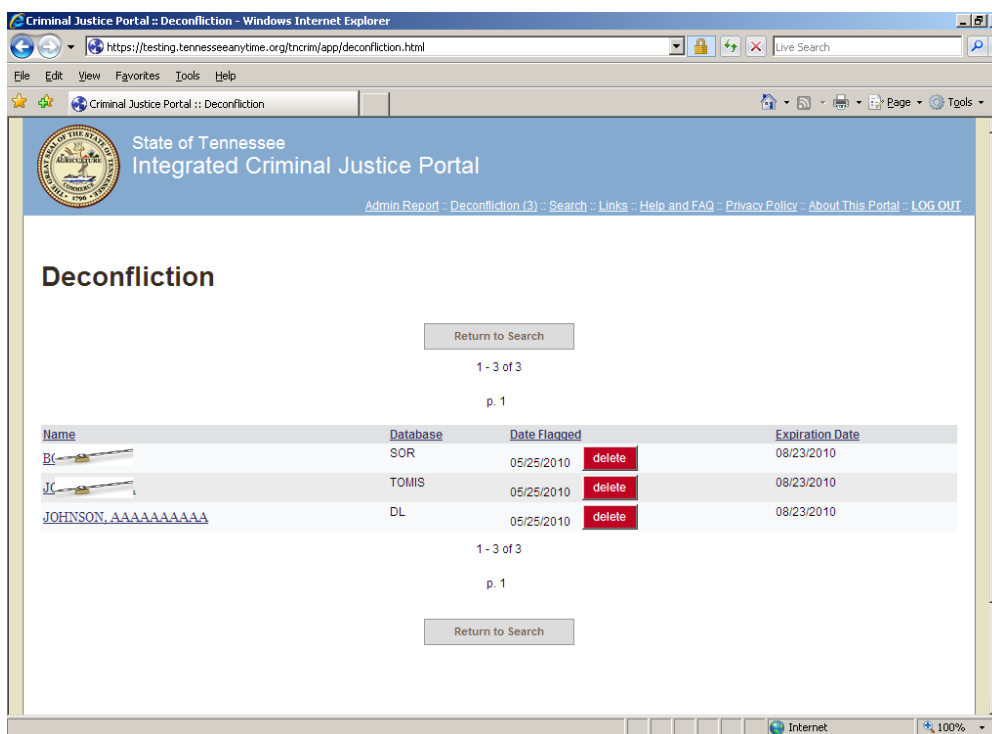 Criminal Justice Portal :: Deconfliction - Windows Internet Explorer
https://testing.tennesseeanytime.org/tncrim/app/deconfliction.html Live Search
File Edit View Favorites Tools Help
Criminal Justice Portal :: Deconfliction Page Tools
State of Tennessee
Integrated Criminal Justice Portal
Admin Report :: Deconfliction (3) :: Search :: Links :: Help and FAQ :: Privacy Policy :: About This Portal :: LOG OUT
Deconfliction
Return to Search
1 - 3 of 3
p. 1
Name Database Date Flagged Expiration Date
SOR 05/25/2010 delete 08/23/2010
TOMIS 05/25/2010 delete 08/23/2010
JOHNSON, AAAAAAAAAA DL 05/25/2010 delete 08/23/2010
1 - 3 of 3
p. 1
Return to Search
Internet 100%